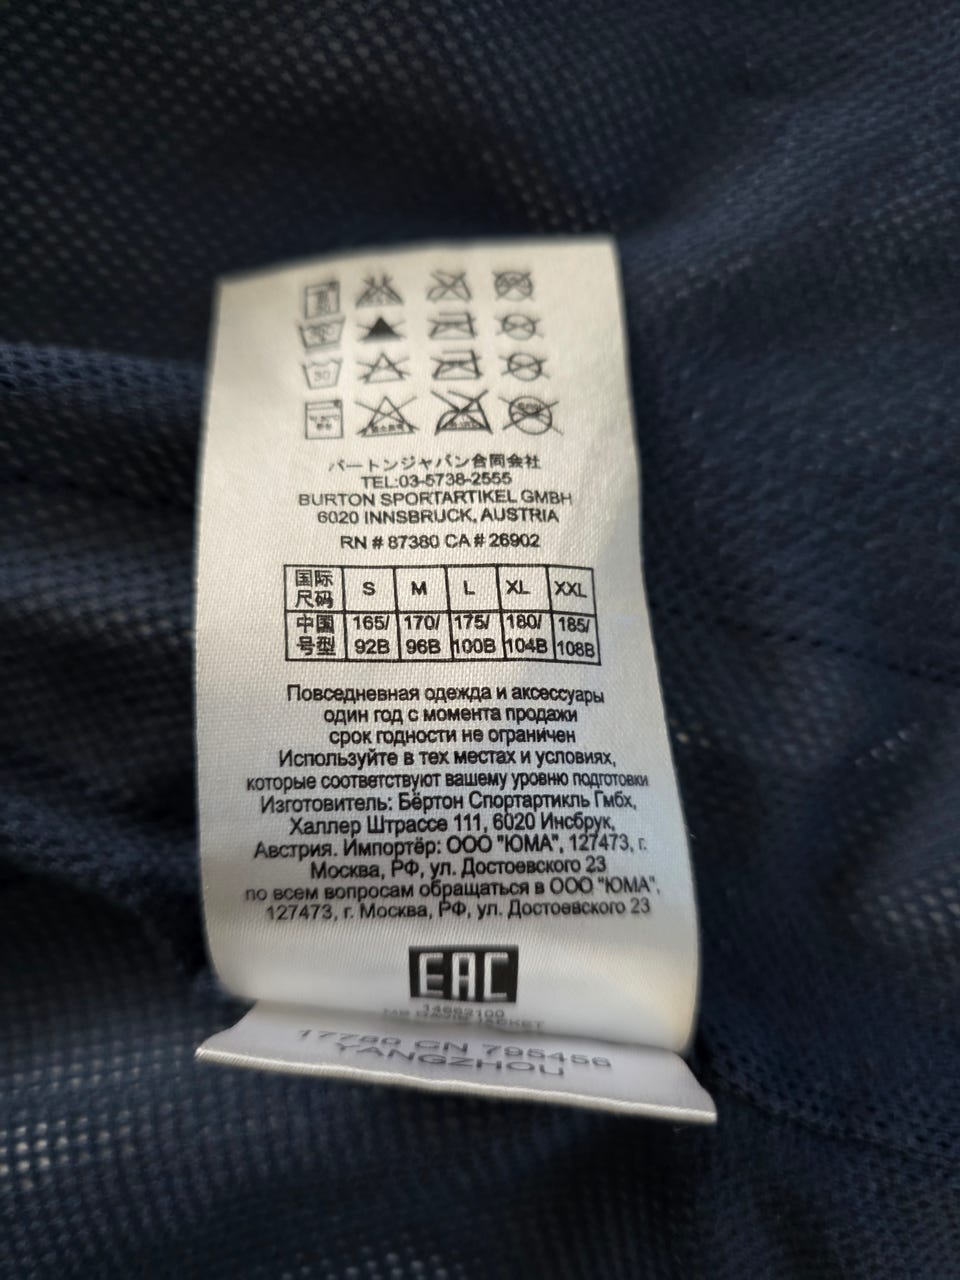 30
バートンジャパン合同会社
TEL:03-5738-2555
BURTON SPORTARTIKEL GMBH
6020 INNSBRUCK, AUSTRIA
RN # 87380 CA # 26902
国际尺码 S M L XL XXL
中国号型 165/92B 170/96B 175/100B 180/104B 185/108B
Повседневная одежда и аксессуары
один год с момента продажи
срок годности не ограничен
Используйте в тех местах и условиях,
которые соответствуют вашему уровню подготовки
Изготовитель: Бёртон Спортартикль Гмбх,
Халлер Штрассе 111, 6020 Инсбрук,
Австрия. Импортёр: ООО "ЮМА", 127473, г.
Москва, РФ, ул. Достоевского 23
по всем вопросам обращаться в ООО "ЮМА",
127473, г. Москва, РФ, ул. Достоевского 23
EAC
14662100
JACKET
17780 CN 795456
YANGZHOU